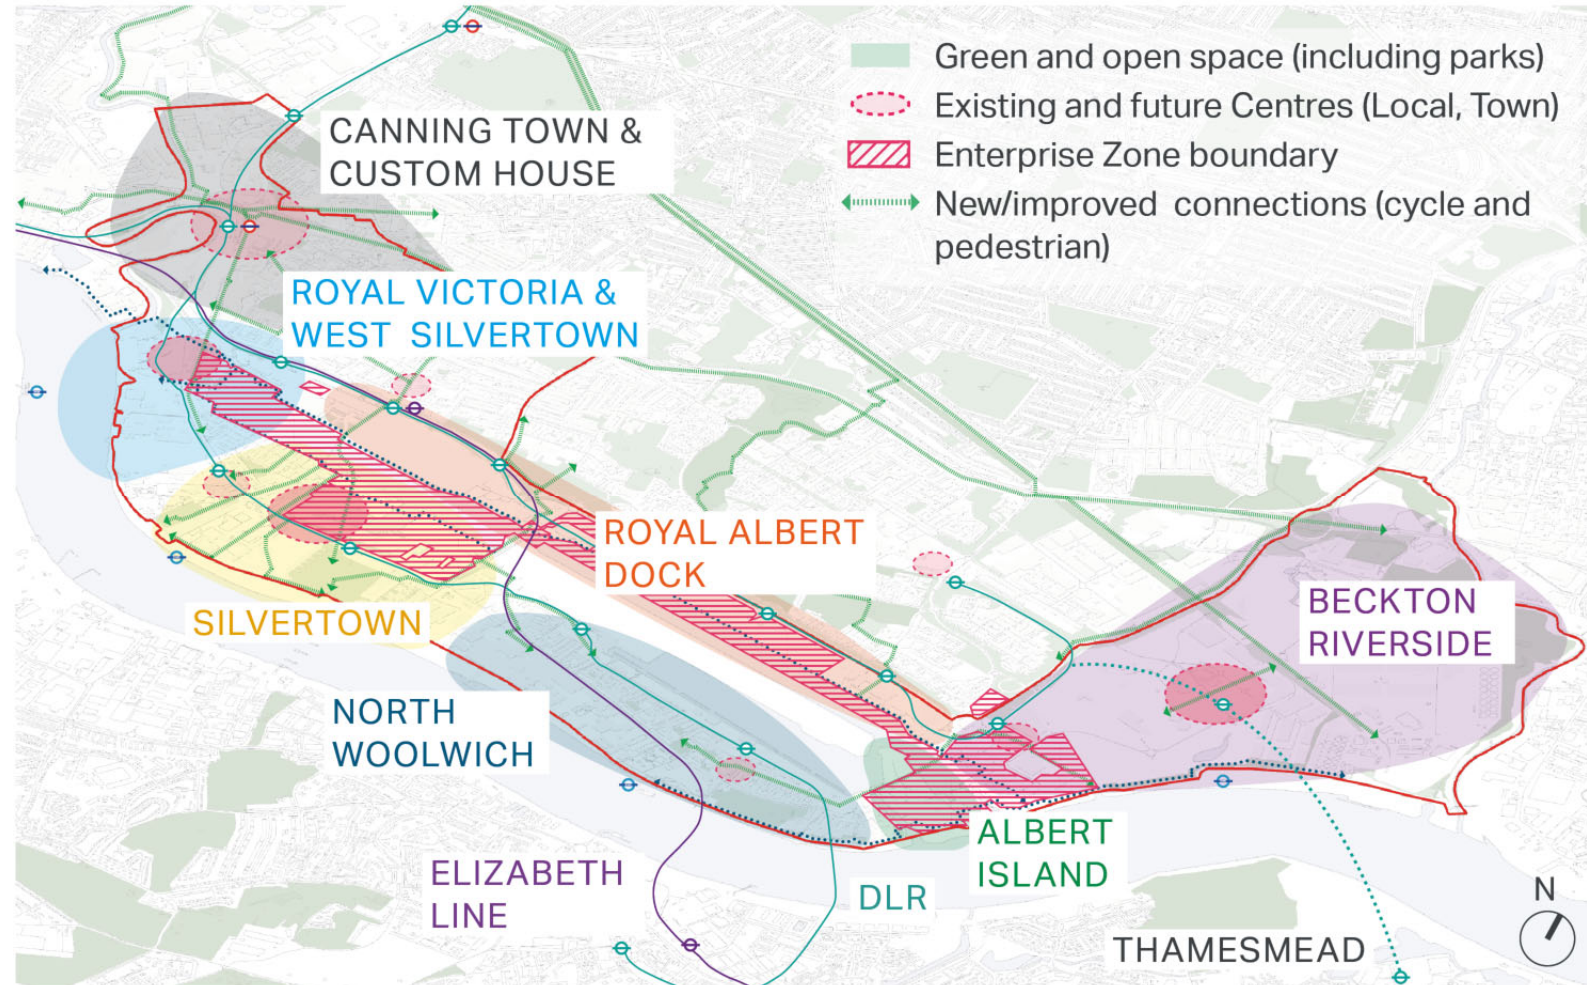 Green and open space (including parks)
Existing and future Centres (Local, Town)
Enterprise Zone boundary
New/improved connections (cycle and
pedestrian)
CANNING TOWN &
CUSTOM HOUSE
ROYAL VICTORIA &
WEST SILVERTOWN
ROYAL ALBERT
DOCK
SILVERTOWN
BECKTON
RIVERSIDE
NORTH
WOOLWICH
ALBERT
ISLAND
ELIZABETH
LINE
DLR
THAMESMEAD
N